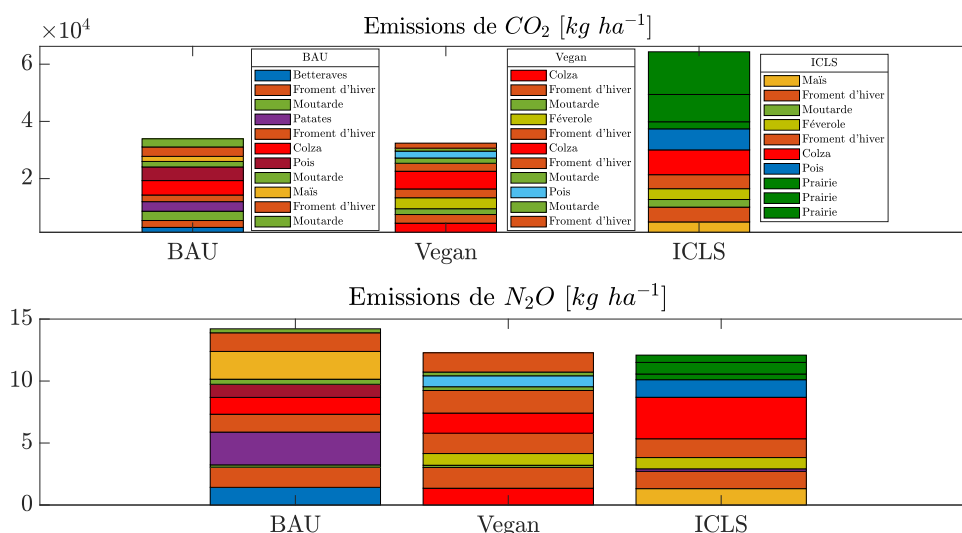 Emissions de CO₂ [kg ha⁻¹]
×10⁴
6
4
2
BAU
Betteraves
Froment d'hiver
Moutarde
Patates
Froment d'hiver
Colza
Pois
Moutarde
Maïs
Froment d'hiver
Moutarde
Vegan
Colza
Froment d'hiver
Moutarde
Féverole
Froment d'hiver
Colza
Froment d'hiver
Moutarde
Pois
Moutarde
Froment d'hiver
ICLS
Maïs
Froment d'hiver
Moutarde
Féverole
Froment d'hiver
Colza
Pois
Prairie
Prairie
Prairie
BAU Vegan ICLS
Emissions de N₂O [kg ha⁻¹]
15
10
5
0
BAU Vegan ICLS